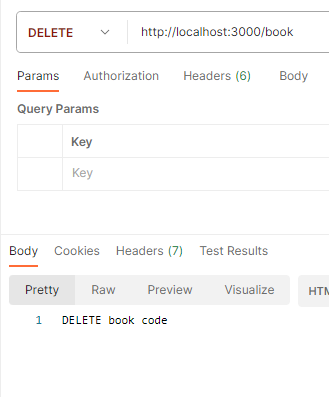 DELETE http://localhost:3000/book
Params Authorization Headers (6) Body
Query Params
Key
Key
Body Cookies Headers (7) Test Results
Pretty Raw Preview Visualize
1 DELETE book code